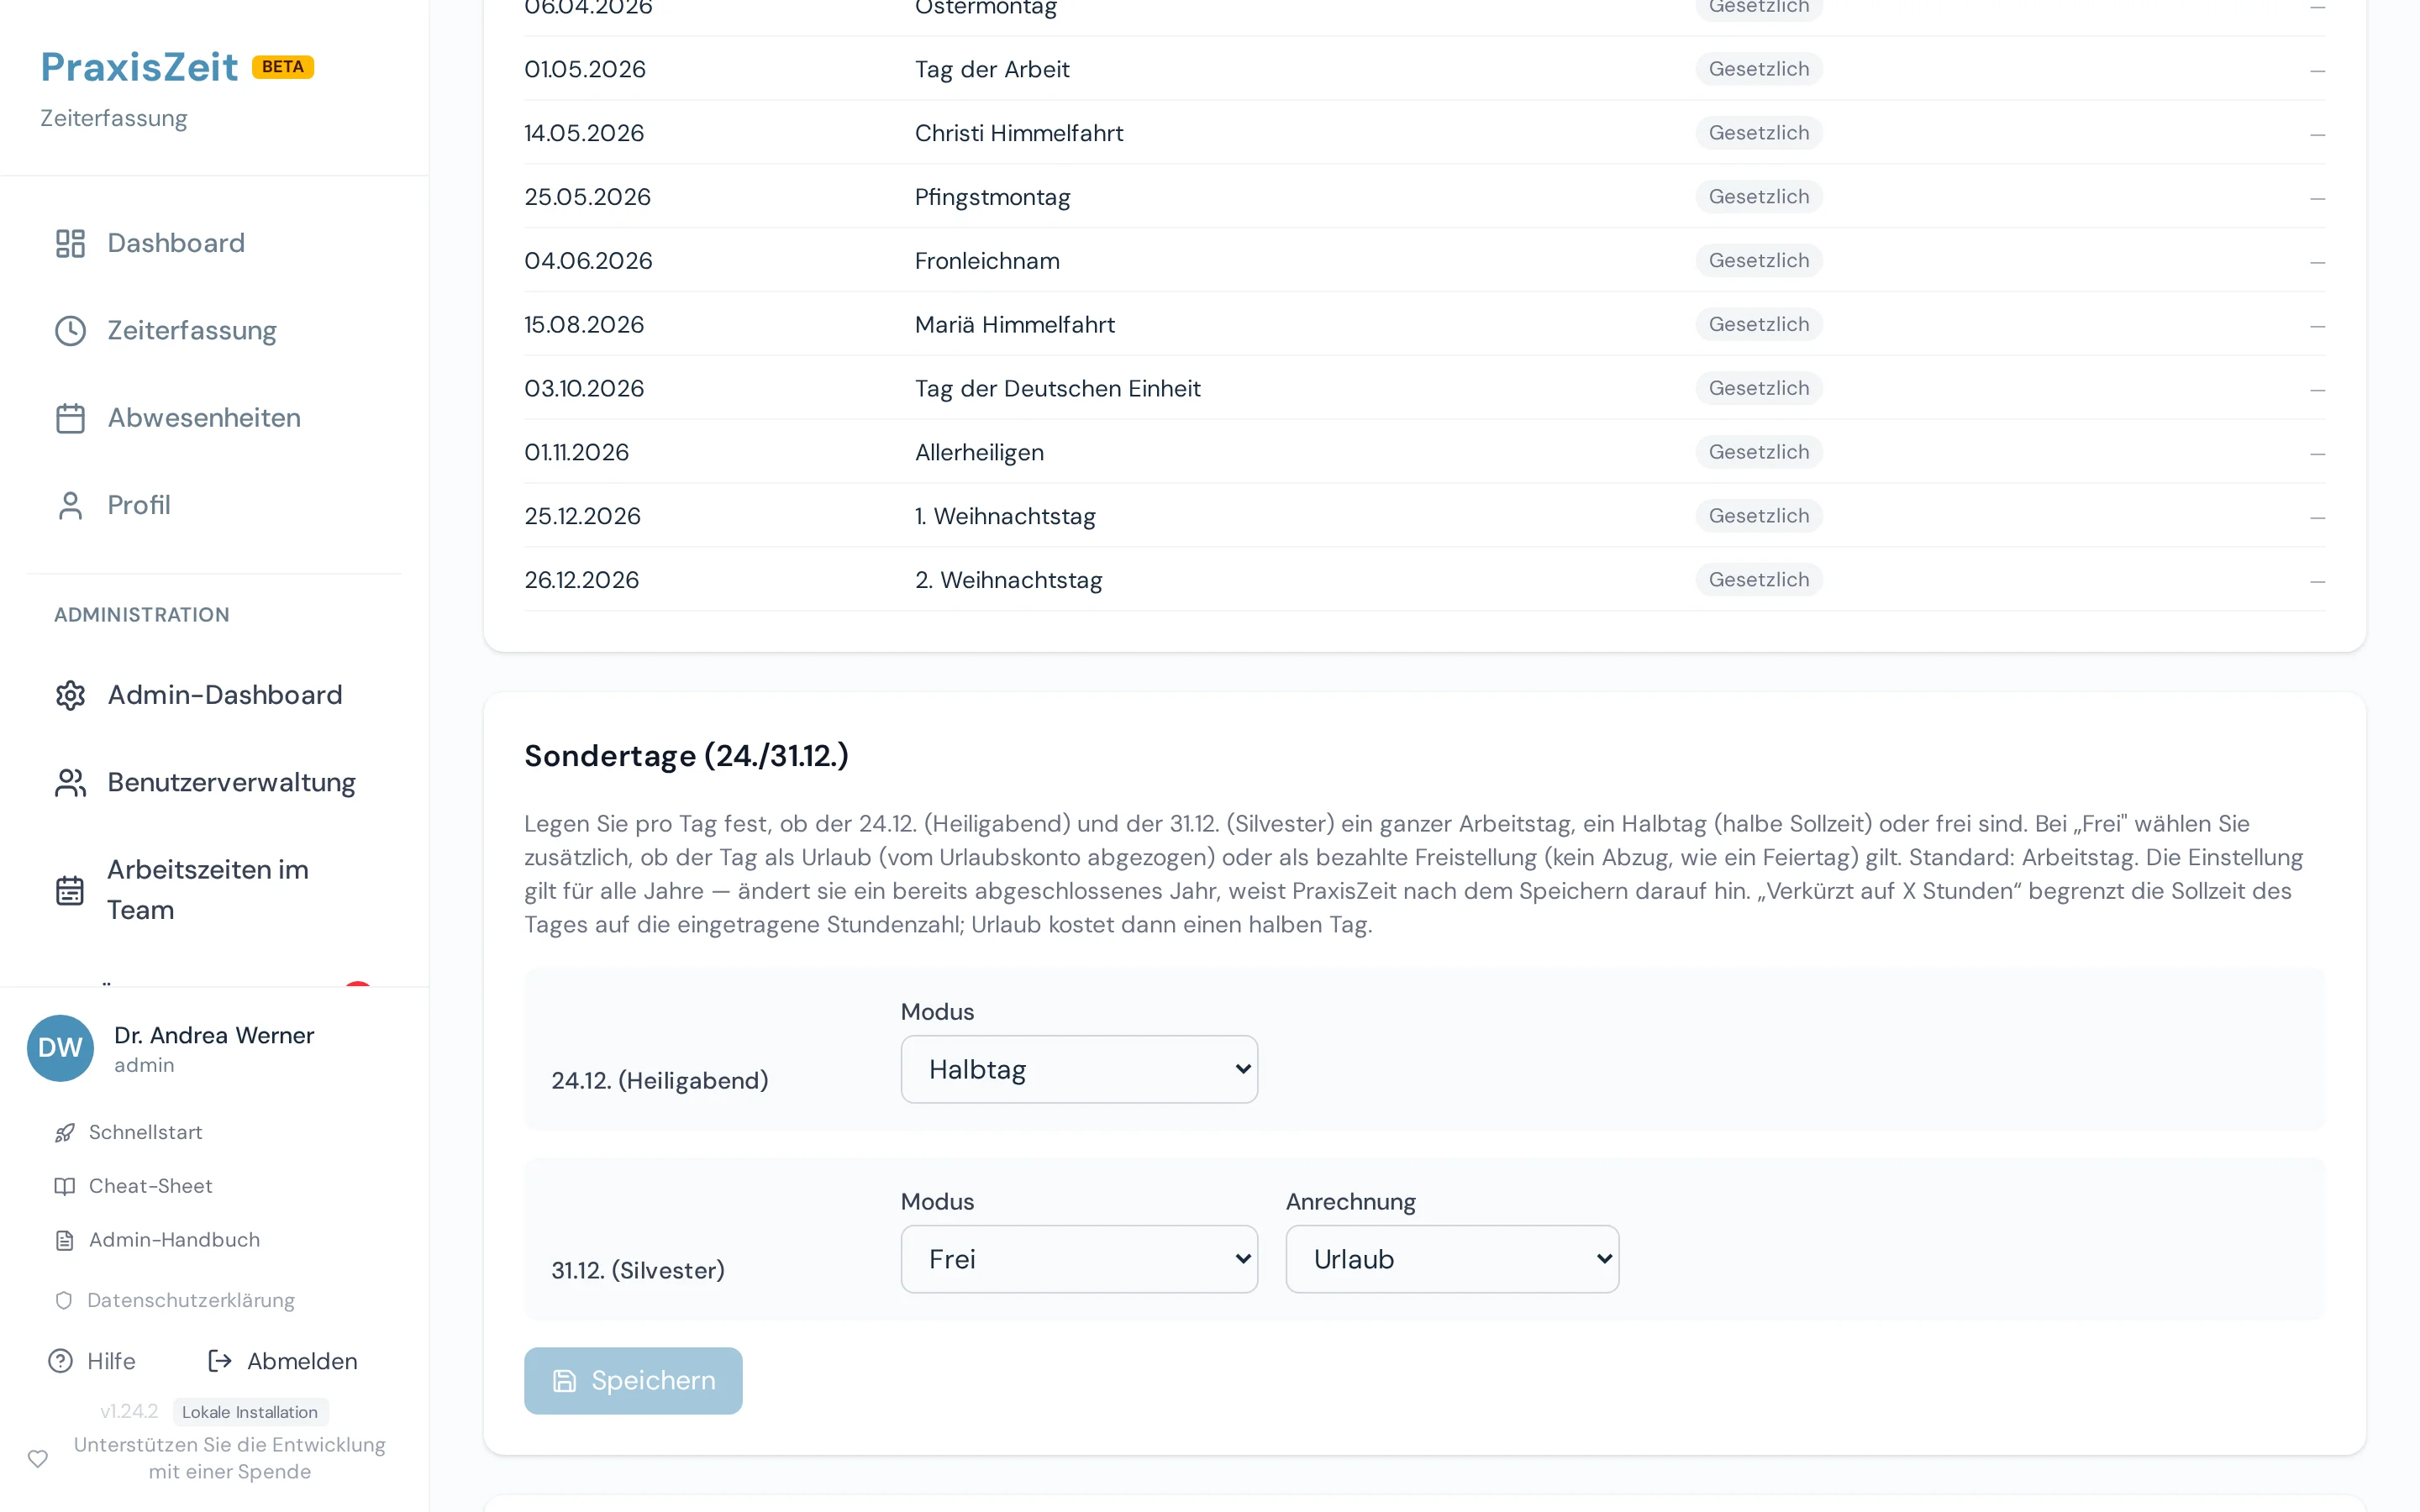 PraxisZeit BETA
Zeiterfassung
Dashboard
Zeiterfassung
Abwesenheiten
Profil
ADMINISTRATION
Admin-Dashboard
Benutzerverwaltung
Arbeitszeiten im
Team
DW
Dr. Andrea Werner
admin
Schnellstart
Cheat-Sheet
Admin-Handbuch
Datenschutzerklärung
Hilfe Abmelden
v1.24.2 Lokale Installation
Unterstützen Sie die Entwicklung
mit einer Spende
06.04.2026 Ostermontag Gesetzlich —
01.05.2026 Tag der Arbeit Gesetzlich —
14.05.2026 Christi Himmelfahrt Gesetzlich —
25.05.2026 Pfingstmontag Gesetzlich —
04.06.2026 Fronleichnam Gesetzlich —
15.08.2026 Mariä Himmelfahrt Gesetzlich —
03.10.2026 Tag der Deutschen Einheit Gesetzlich —
01.11.2026 Allerheiligen Gesetzlich —
25.12.2026 1. Weihnachtstag Gesetzlich —
26.12.2026 2. Weihnachtstag Gesetzlich —
Sondertage (24./31.12.)
Legen Sie pro Tag fest, ob der 24.12. (Heiligabend) und der 31.12. (Silvester) ein ganzer Arbeitstag, ein Halbtag (halbe Sollzeit) oder frei sind. Bei „Frei" wählen Sie
zusätzlich, ob der Tag als Urlaub (vom Urlaubskonto abgezogen) oder als bezahlte Freistellung (kein Abzug, wie ein Feiertag) gilt. Standard: Arbeitstag. Die Einstellung
gilt für alle Jahre — ändert sie ein bereits abgeschlossenes Jahr, weist PraxisZeit nach dem Speichern darauf hin. „Verkürzt auf X Stunden“ begrenzt die Sollzeit des
Tages auf die eingetragene Stundenzahl; Urlaub kostet dann einen halben Tag.
Modus
24.12. (Heiligabend) Halbtag
Modus Anrechnung
31.12. (Silvester) Frei Urlaub
Speichern